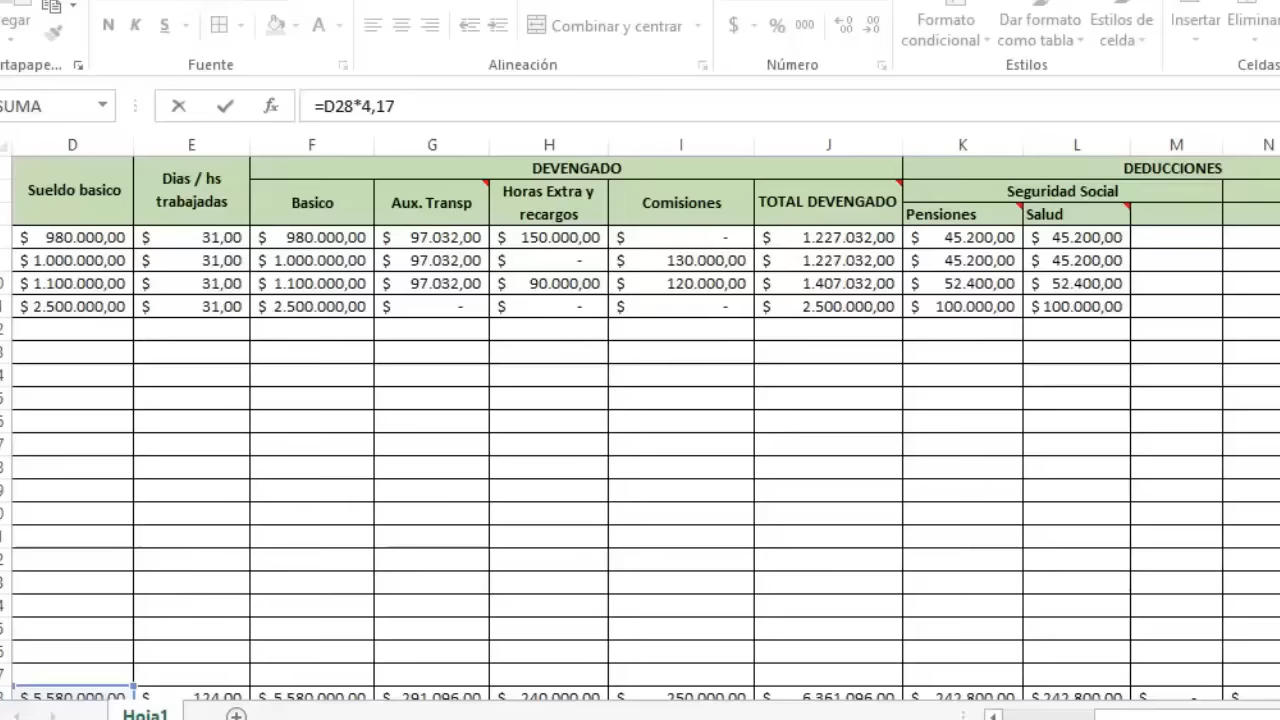 egar
N K S A
Combinar y centrar
$ % 000
Formato condicional
Dar formato como tabla
Estilos de celda
Insertar
Elimina
rtapape...
Fuente
Alineación
Número
Estilos
Celdas
SUMA
fx
=D28*4,17
D E F G H I J K L M N
Sueldo basico
Dias / hs trabajadas
DEVENGADO
DEDUCCIONES
Basico
Aux. Transp
Horas Extra y recargos
Comisiones
TOTAL DEVENGADO
Seguridad Social
Pensiones
Salud
$ 980.000,00 $ 31,00 $ 980.000,00 $ 97.032,00 $ 150.000,00 $ - $ 1.227.032,00 $ 45.200,00 $ 45.200,00
$ 1.000.000,00 $ 31,00 $ 1.000.000,00 $ 97.032,00 $ - $ 130.000,00 $ 1.227.032,00 $ 45.200,00 $ 45.200,00
$ 1.100.000,00 $ 31,00 $ 1.100.000,00 $ 97.032,00 $ 90.000,00 $ 120.000,00 $ 1.407.032,00 $ 52.400,00 $ 52.400,00
$ 2.500.000,00 $ 31,00 $ 2.500.000,00 $ - $ - $ - $ 2.500.000,00 $ 100.000,00 $ 100.000,00
$ 5.580.000,00 $ 124,00 $ 5.580.000,00 $ 291.096,00 $ 240.000,00 $ 250.000,00 $ 6.361.096,00 $ 242.800,00 $ 242.800,00 $ - $
Hoja1